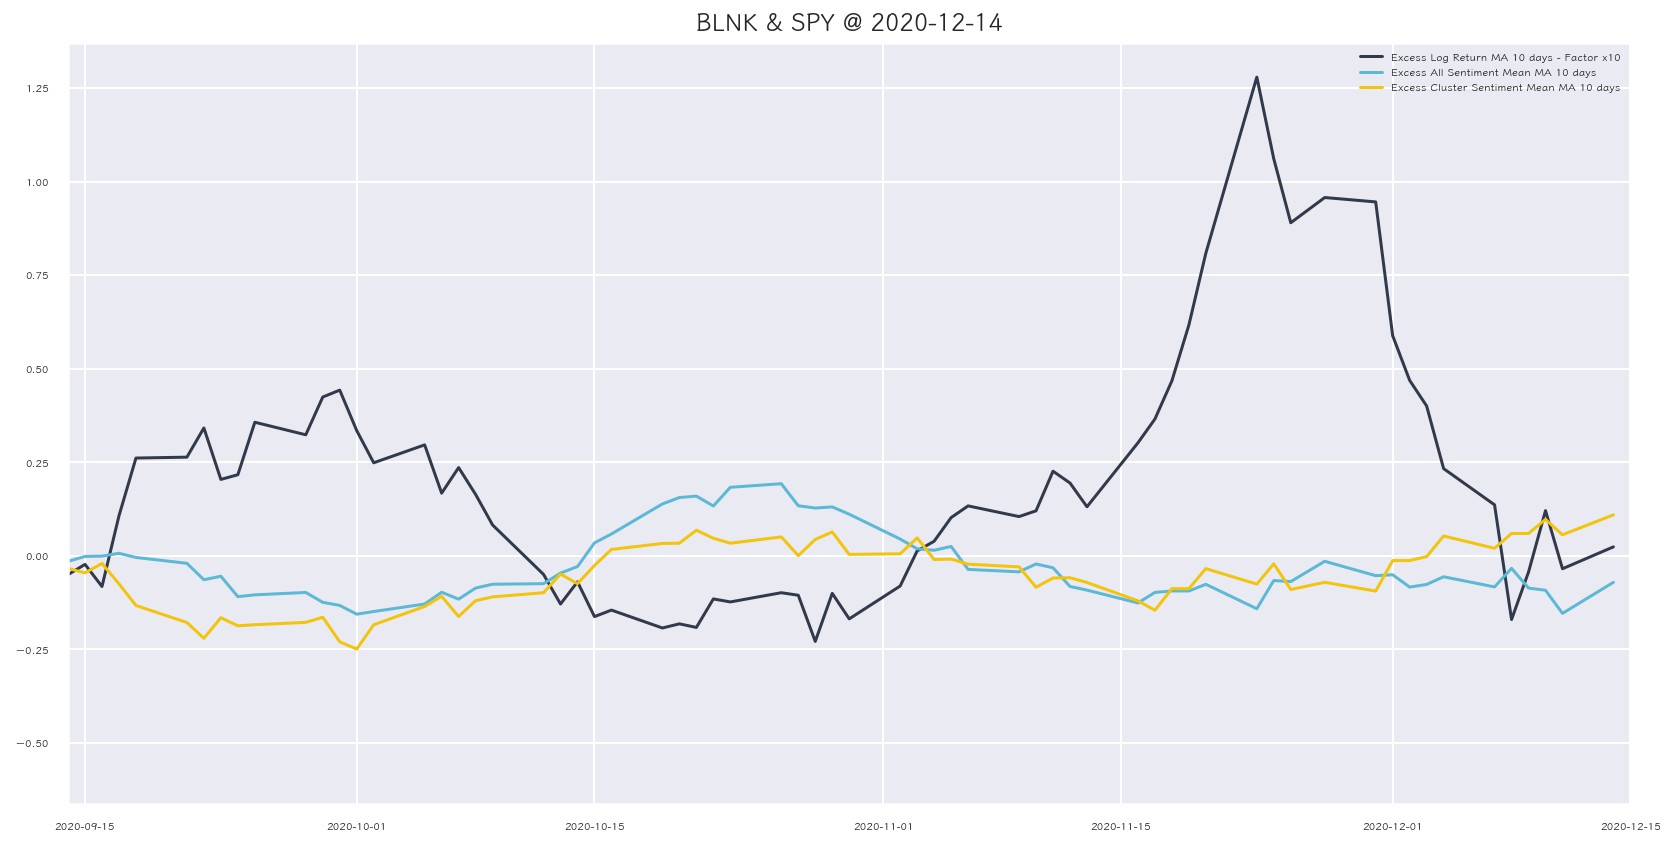 BLNK & SPY @ 2020-12-14
Excess Log Return MA 10 days - Factor x10
Excess All Sentiment Mean MA 10 days
Excess Cluster Sentiment Mean MA 10 days
1.25
1.00
0.75
0.50
0.25
0.00
−0.25
−0.50
2020-09-15 2020-10-01 2020-10-15 2020-11-01 2020-11-15 2020-12-01 2020-12-15